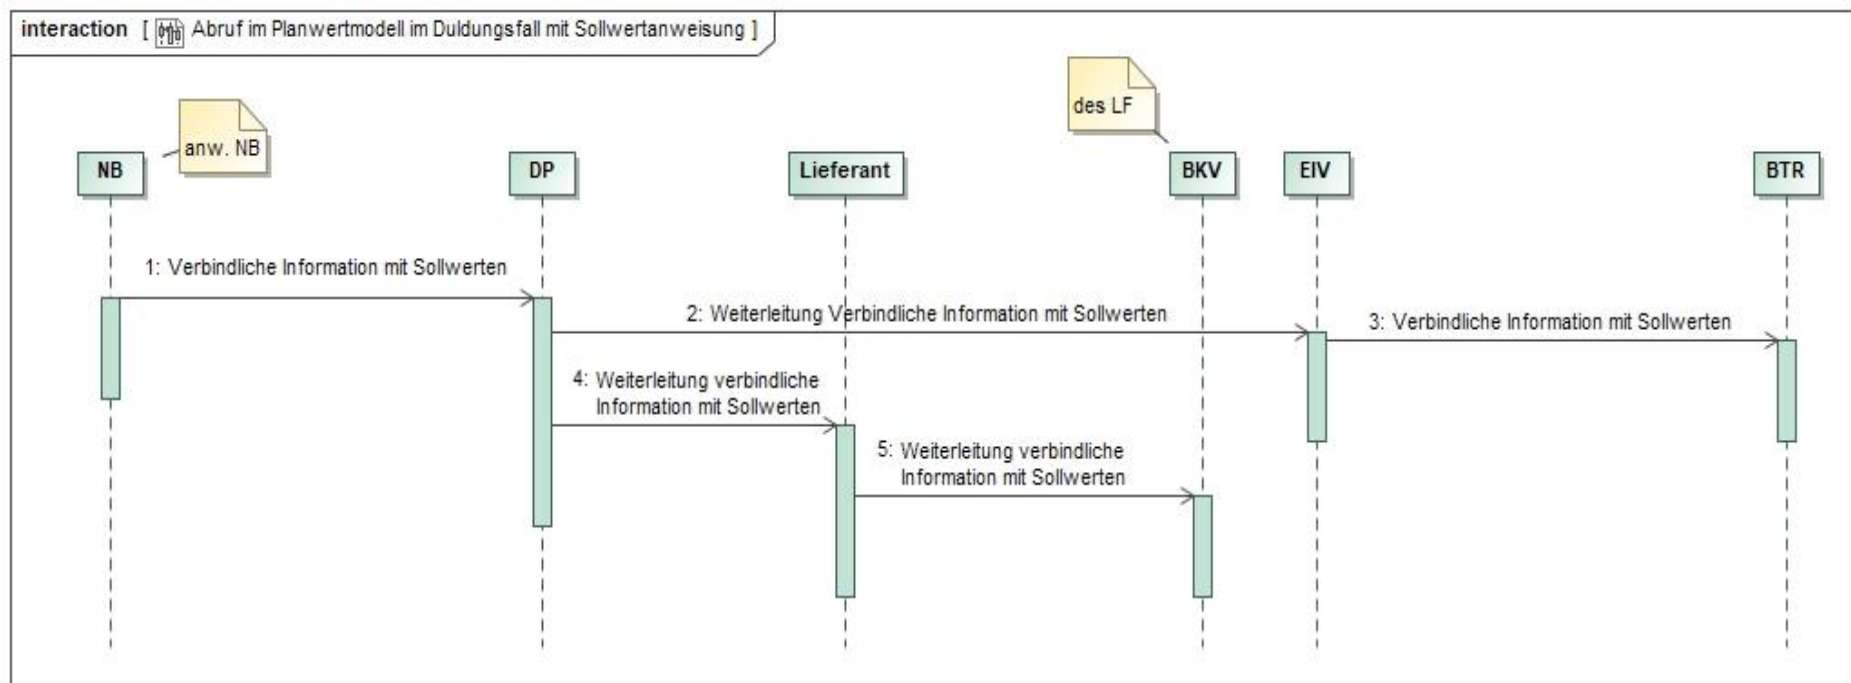 interaction [ Abruf im Planwertmodell im Duldungsfall mit Sollwertanweisung ]
des LF
anw. NB
NB
DP
Lieferant
BKV
EIV
BTR
1: Verbindliche Information mit Sollwerten
2: Weiterleitung Verbindliche Information mit Sollwerten
3: Verbindliche Information mit Sollwerten
4: Weiterleitung verbindliche
Information mit Sollwerten
5: Weiterleitung verbindliche
Information mit Sollwerten